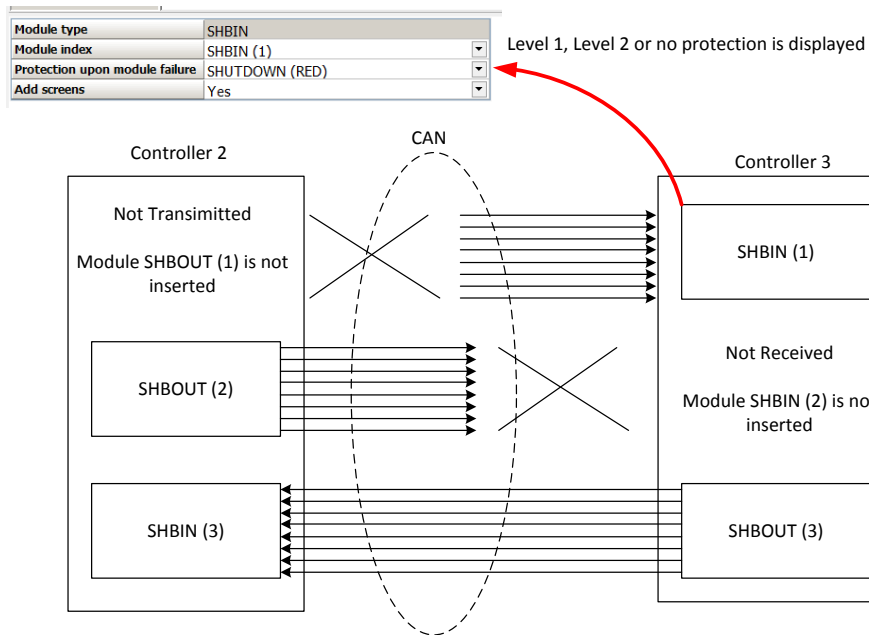 Module type SHBIN
Module index SHBIN (1)
Protection upon module failure SHUTDOWN (RED)
Add screens Yes
Level 1, Level 2 or no protection is displayed
CAN
Controller 2
Controller 3
Not Transimitted
Module SHBOUT (1) is not
inserted
SHBIN (1)
SHBOUT (2)
Not Received
Module SHBIN (2) is no
inserted
SHBIN (3)
SHBOUT (3)